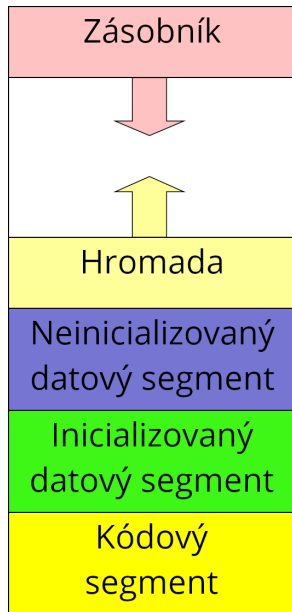 Zásobník
Hromada
Neinicializovaný
datový segment
Inicializovaný
datový segment
Kódový
segment